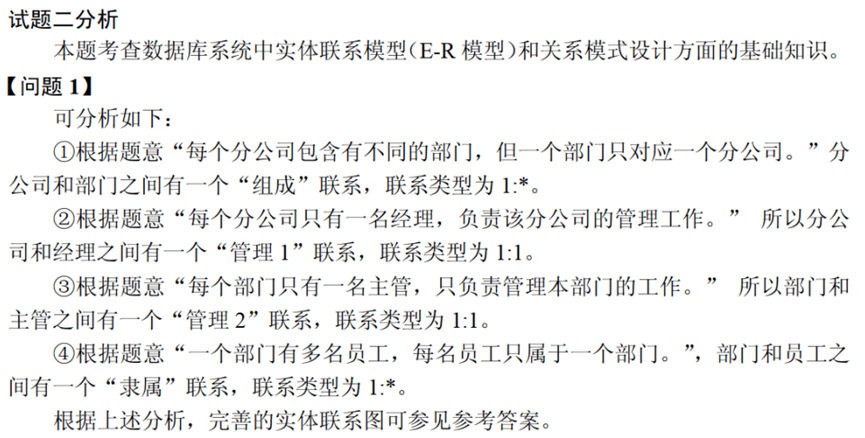 试题二分析
本题考查数据库系统中实体联系模型（E-R 模型）和关系模式设计方面的基础知识。
【问题 1】
可分析如下：
①根据题意“每个分公司包含有不同的部门，但一个部门只对应一个分公司。”分
公司和部门之间有一个“组成”联系，联系类型为 1:*。
②根据题意“每个分公司只有一名经理，负责该分公司的管理工作。” 所以分公
司和经理之间有一个“管理 1”联系，联系类型为 1:1。
③根据题意“每个部门只有一名主管，只负责管理本部门的工作。” 所以部门和
主管之间有一个“管理 2”联系，联系类型为 1:1。
④根据题意“一个部门有多名员工，每名员工只属于一个部门。”，部门和员工之
间有一个“隶属”联系，联系类型为 1:*。
根据上述分析，完善的实体联系图可参见参考答案。